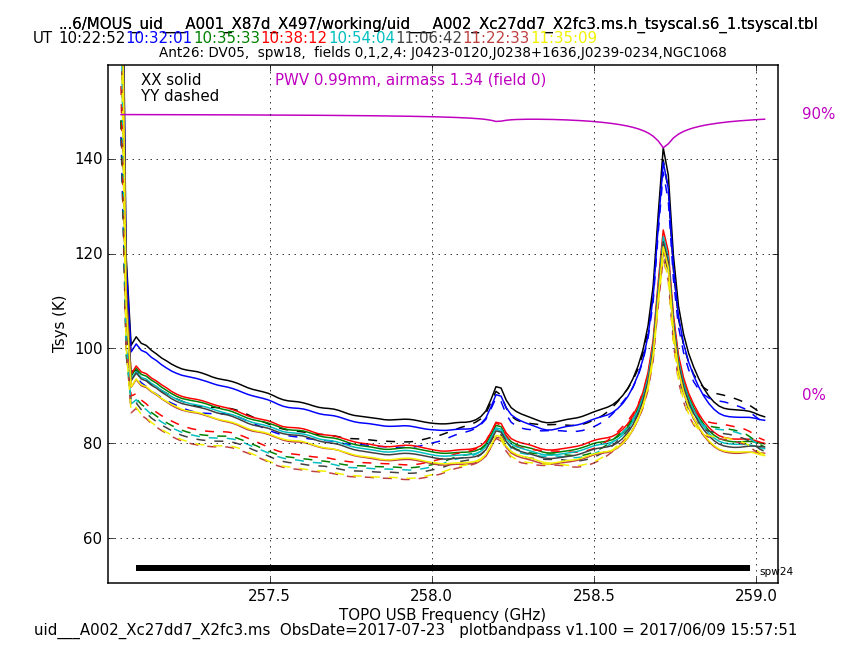 ...6/MOUS_uid___A001_X87d_X497/working/uid___A002_Xc27dd7_X2fc3.ms.h_tsyscal.s6_1.tsyscal.tbl
UT 10:22:52 10:32:01 10:35:33 10:38:12 10:54:04 11:06:42 11:22:33 11:35:09
Ant26: DV05, spw18, fields 0,1,2,4: J0423-0120,J0238+1636,J0239-0234,NGC1068
XX solid
YY dashed
PWV 0.99mm, airmass 1.34 (field 0)
90%
140
120
Tsys (K)
100
0%
80
60
spw24
257.5 258.0 258.5 259.0
TOPO USB Frequency (GHz)
uid___A002_Xc27dd7_X2fc3.ms ObsDate=2017-07-23 plotbandpass v1.100 = 2017/06/09 15:57:51